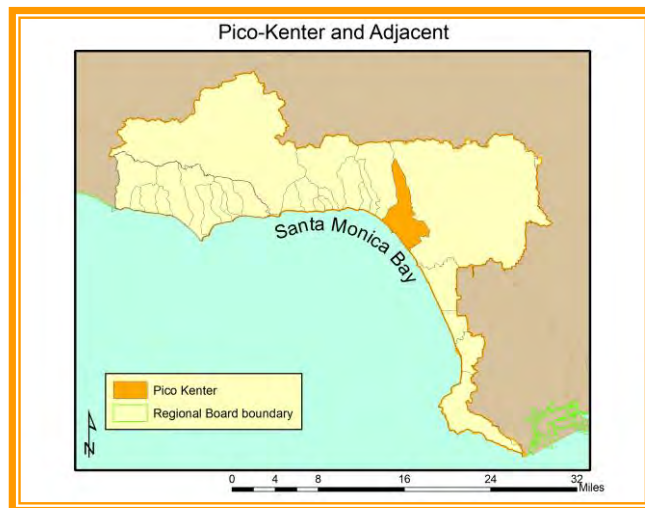 Pico-Kenter and Adjacent
Santa Monica Bay
Pico Kenter
Regional Board boundary
N
0 4 8 16 24 32
Miles